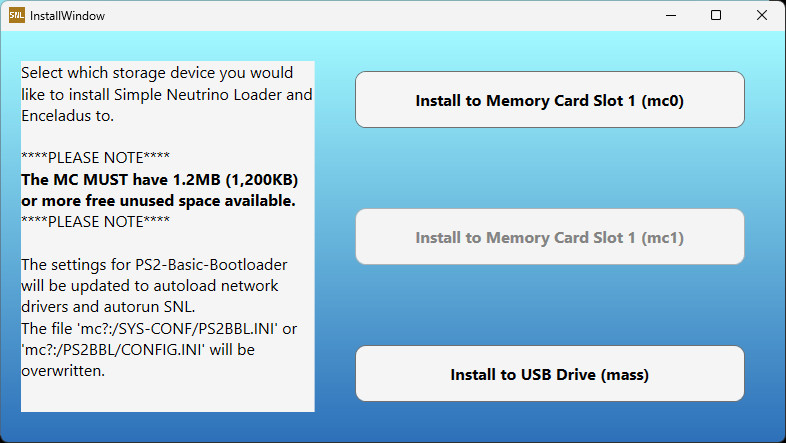 SNL InstallWindow
Select which storage device you would
like to install Simple Neutrino Loader and
Enceladus to.
****PLEASE NOTE****
The MC MUST have 1.2MB (1,200KB)
or more free unused space available.
****PLEASE NOTE****
The settings for PS2-Basic-Bootloader
will be updated to autoload network
drivers and autorun SNL.
The file 'mc?:/SYS-CONF/PS2BBL.INI' or
'mc?:/PS2BBL/CONFIG.INI' will be
overwritten.
Install to Memory Card Slot 1 (mc0)
Install to Memory Card Slot 1 (mc1)
Install to USB Drive (mass)